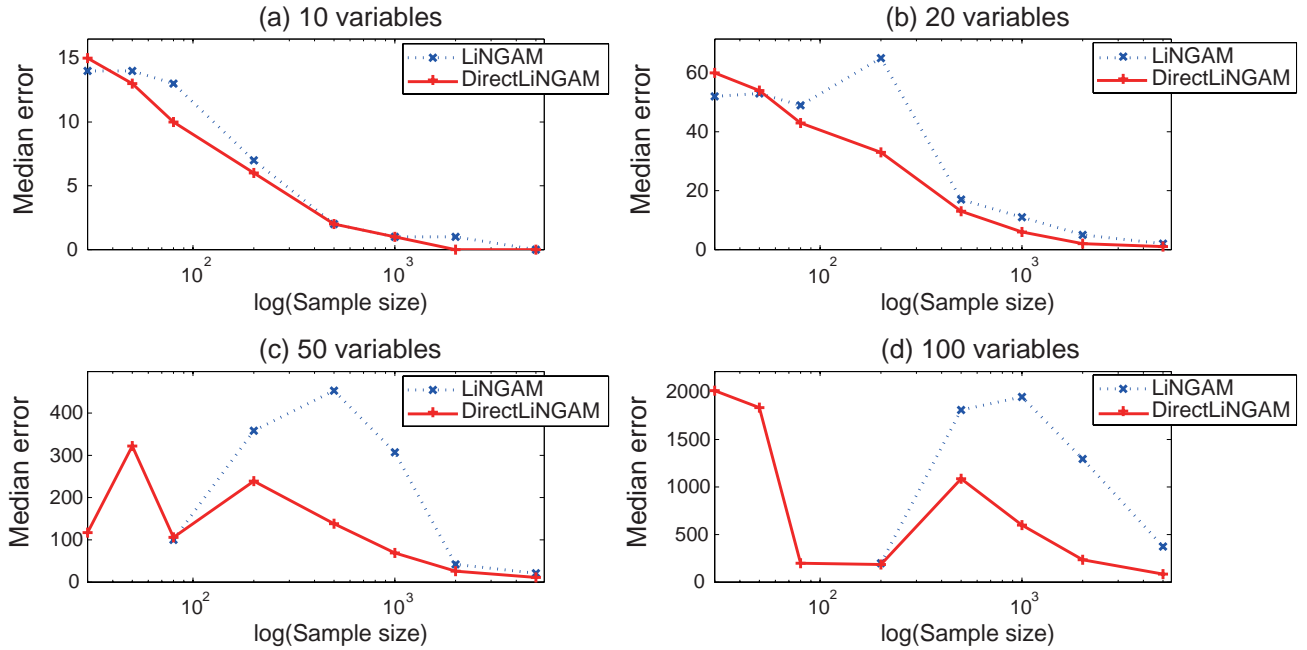 (a) 10 variables
LiNGAM
DirectLiNGAM
15
10
5
0
Median error
10^2
10^3
log(Sample size)
(b) 20 variables
LiNGAM
DirectLiNGAM
60
40
20
0
Median error
10^2
10^3
log(Sample size)
(c) 50 variables
LiNGAM
DirectLiNGAM
400
300
200
100
0
Median error
10^2
10^3
log(Sample size)
(d) 100 variables
LiNGAM
DirectLiNGAM
2000
1500
1000
500
0
Median error
10^2
10^3
log(Sample size)